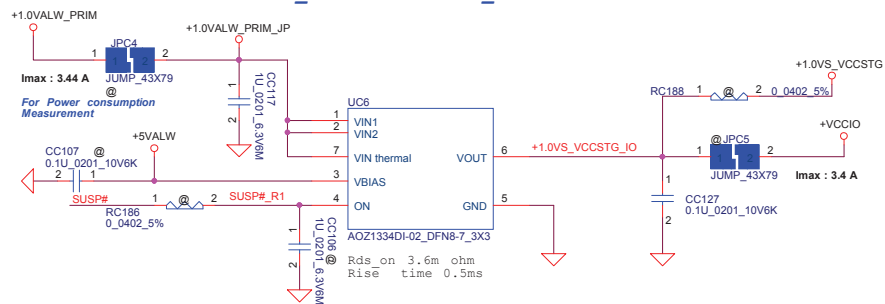 +1.0VALW_PRIM
+1.0VALW_PRIM_JP
JPC4
1
2
JUMP_43X79
@
Imax : 3.44 A
For Power consumption
Measurement
1
2
CC117
1U_0201_6.3V6M
+5VALW
CC107
@
0.1U_0201_10V6K
2
1
SUSP#
1
@
2
SUSP#_R1
RC186
0_0402_5%
1
2
CC106
@
1U_0201_6.3V6M
UC6
1
VIN1
2
VIN2
7
VIN thermal
3
VBIAS
4
ON
VOUT
6
GND
5
AOZ1334DI-02_DFN8-7_3X3
Rds_on 3.6m ohm
Rise time 0.5ms
+1.0VS_VCCSTG_IO
+1.0VS_VCCSTG
RC188
1
@
2
0_0402_5%
+VCCIO
@
JPC5
1
2
JUMP_43X79
Imax : 3.4 A
1
2
CC127
0.1U_0201_10V6K